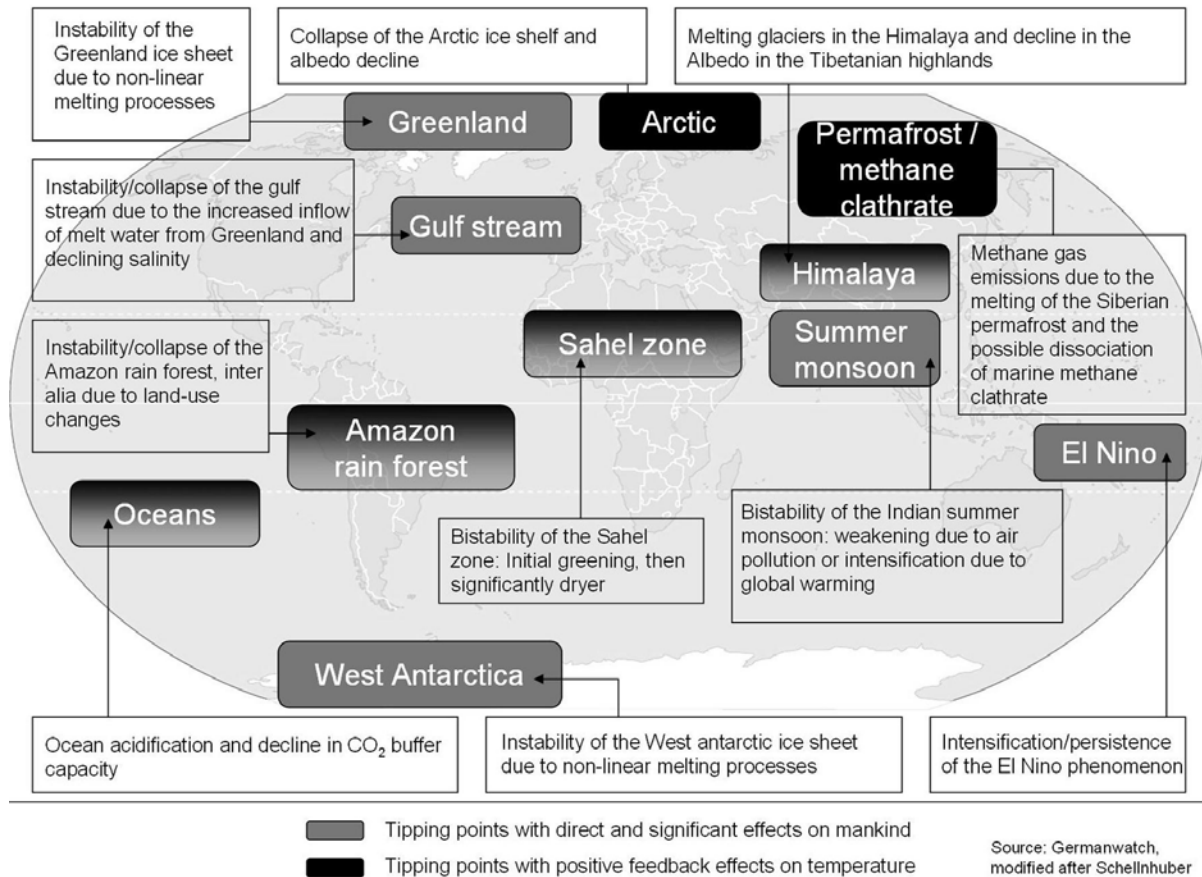 Instability of the
Greenland ice sheet
due to non-linear
melting processes
Collapse of the Arctic ice shelf and
albedo decline
Melting glaciers in the Himalaya and decline in the
Albedo in the Tibetanian highlands
Greenland
Arctic
Permafrost /
methane
clathrate
Instability/collapse of the gulf
stream due to the increased inflow
of melt water from Greenland and
declining salinity
Gulf stream
Himalaya
Methane gas
emissions due to the
melting of the Siberian
permafrost and the
possible dissociation
of marine methane
clathrate
Sahel zone
Summer
monsoon
Instability/collapse of the
Amazon rain forest, inter
alia due to land-use
changes
Amazon
rain forest
El Nino
Oceans
Bistability of the Sahel
zone: Initial greening, then
significantly dryer
Bistability of the Indian summer
monsoon: weakening due to air
pollution or intensification due to
global warming
West Antarctica
Ocean acidification and decline in CO₂ buffer
capacity
Instability of the West antarctic ice sheet
due to non-linear melting processes
Intensification/persistence
of the El Nino phenomenon
Tipping points with direct and significant effects on mankind
Tipping points with positive feedback effects on temperature
Source: Germanwatch,
modified after Schellnhuber